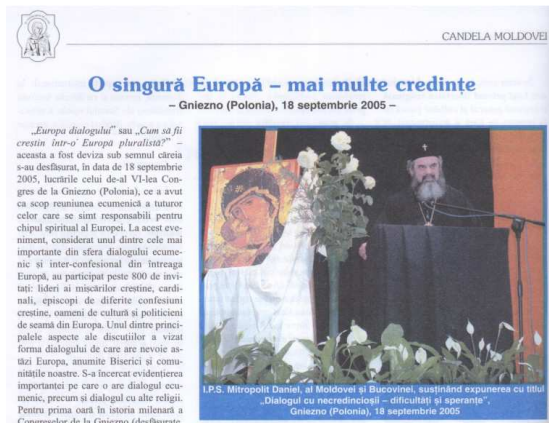 CANDELA MOLDOVEI
O singură Europă – mai multe credințe
– Gniezno (Polonia), 18 septembrie 2005 –
„Europa dialogului” sau „Cum să fii
creștin într-o Europă pluralistă?” –
aceasta a fost deviza sub semnul căreia
s-au desfăsurat, în data de 18 septembrie
2005, lucrările celui de-al VI-lea Con-
gres de la Gniezno (Polonia), ce a avut
ca scop reuniunea ecumenică a tuturor
celor care se simt responsabili pentru
chipul spiritual al Europei. La acest eve-
niment, considerat unul dintre cele mai
importante din sfera dialogului ecume-
nic si inter-confesional din întreaga
Europă, au participat peste 800 de invi-
tați: lideri ai mișcărilor creștine, cardi-
nali, episcopi de diferite confesiuni
creștine, oameni de cultură și politicieni
de seamă din Europa. Unul dintre princi-
palele aspecte ale discuțiilor a vizat
forma dialogului de care are nevoie as-
tăzi Europa, anumite Biserici și comu-
nitățile noastre. S-a încercat evidențierea
importanței pe care o are dialogul ecu-
menic, precum și dialogul cu alte religii.
Pentru prima oară în istoria milenară a
Congreselor de la Gniezno (desfășurate
I.P.S. Mitropolit Daniel, al Moldovei și Bucovinei, susținând expunerea cu titlul
„Dialogul cu necredincioșii – dificultăți și speranțe”,
Gniezno (Polonia), 18 septembrie 2005